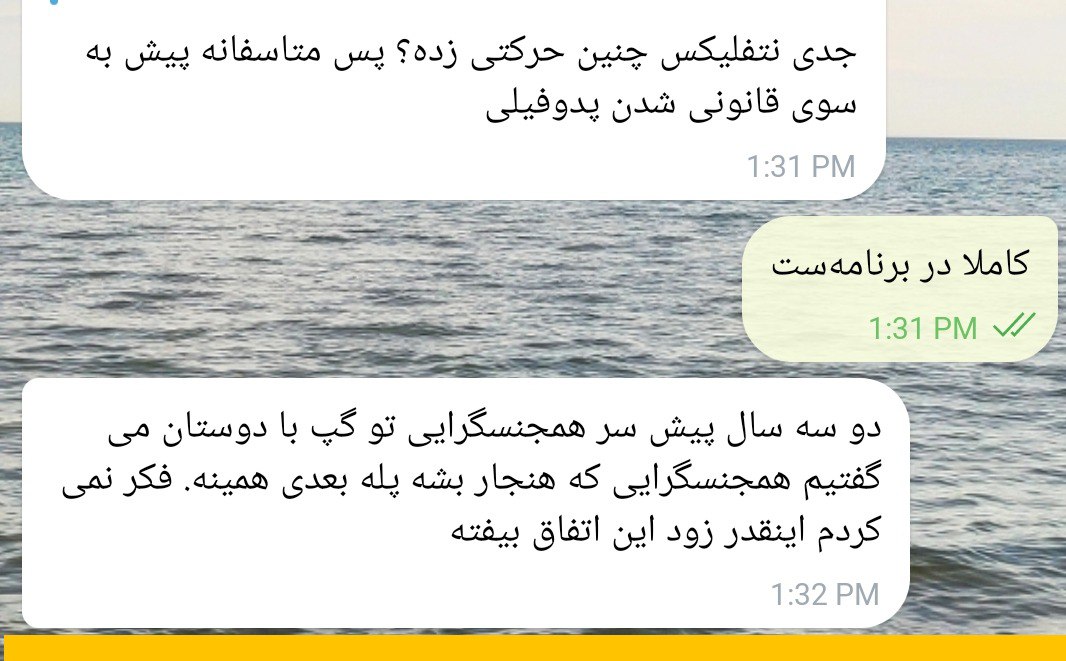 جدی نتفلیکس چنین حرکتی زده؟ پس متاسفانه پیش به
سوی قانونی شدن پدوفیلی
1:31 PM
کاملا در برنامه‌ست
1:31 PM
دو سه سال پیش سر همجنسگرایی تو گپ با دوستان می
گفتیم همجنسگرایی که هنجار بشه پله بعدی همینه. فکر نمی
کردم اینقدر زود این اتفاق بیفته
1:32 PM